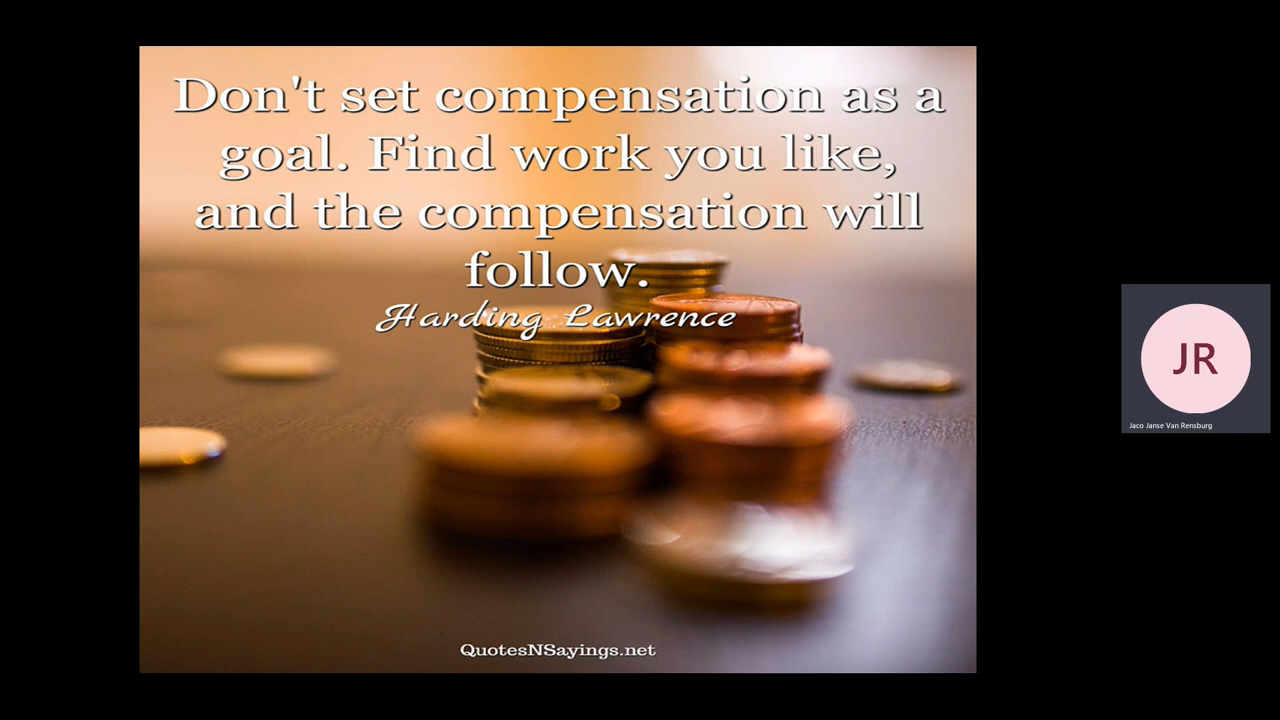 Don't set compensation as a
goal. Find work you like,
and the compensation will
follow.
Harding Lawrence
QuotesNSayings.net
JR
Jaco Janse Van Rensburg